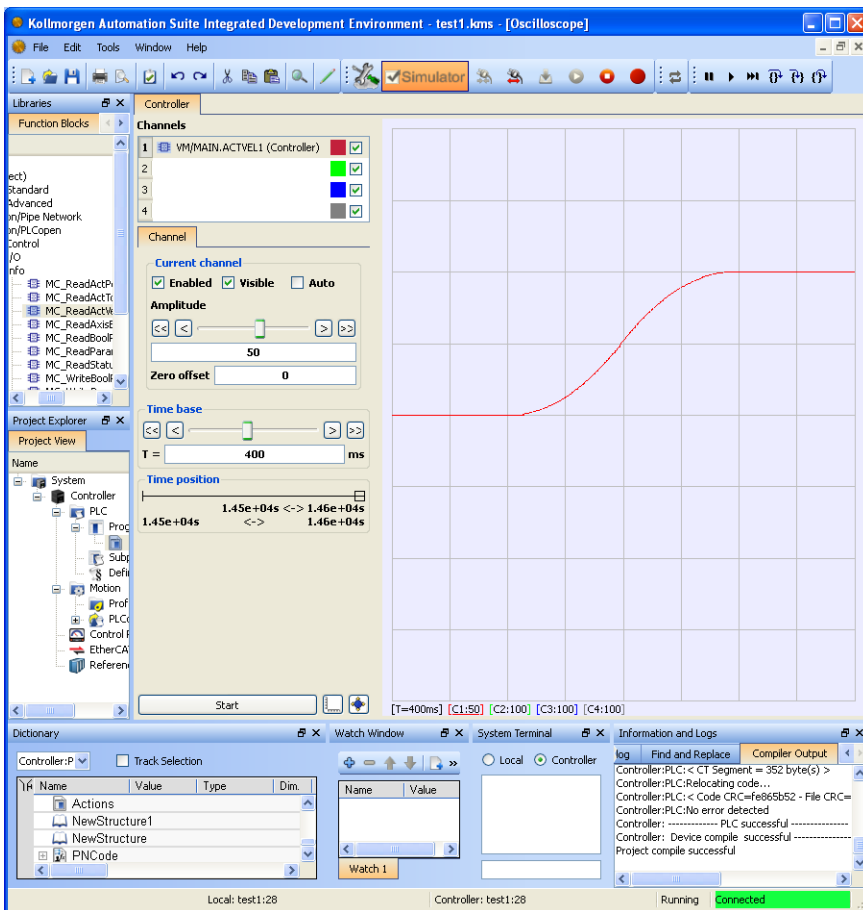 Kollmorgen Automation Suite Integrated Development Environment - test1.kms - [Oscilloscope]
File Edit Tools Window Help
Simulator
Libraries
Function Blocks
ect)
Standard
Advanced
on/Pipe Network
on/PLCopen
Control
/O
nfo
MC_ReadActP
MC_ReadActTo
MC_ReadActVe
MC_ReadAxisE
MC_ReadBoolP
MC_ReadParar
MC_ReadStatu
MC_WriteBoolF
Project Explorer
Project View
Name
System
Controller
PLC
Prog
Subp
Defin
Motion
Prof
PLCo
Control P
EtherCA
Referen
Controller
Channels
1 VM/MAIN.ACTVEL1 (Controller)
2
3
4
Channel
Current channel
Enabled Visible Auto
Amplitude
<< < > >>
50
Zero offset 0
Time base
<< < > >>
T = 400 ms
Time position
1.45e+04s <-> 1.46e+04s
1.45e+04s <-> 1.46e+04s
Start
[T=400ms] [C1:50] [C2:100] [C3:100] [C4:100]
Dictionary
Controller:P Track Selection
Name Value Type Dim.
Actions
NewStructure1
NewStructure
PNCode
Watch Window
Name Value
Watch 1
System Terminal
Local Controller
Information and Logs
log Find and Replace Compiler Output
Controller:PLC:< CT Segment = 352 byte(s) >
Controller:PLC:Relocating code...
Controller:PLC:< Code CRC=fe865b52 - File CRC=
Controller:PLC:No error detected
Controller: ------------- PLC successful ---------------
Controller: Device compile successful ---------------
Project compile successful
Local: test1:28 Controller: test1:28 Running Connected